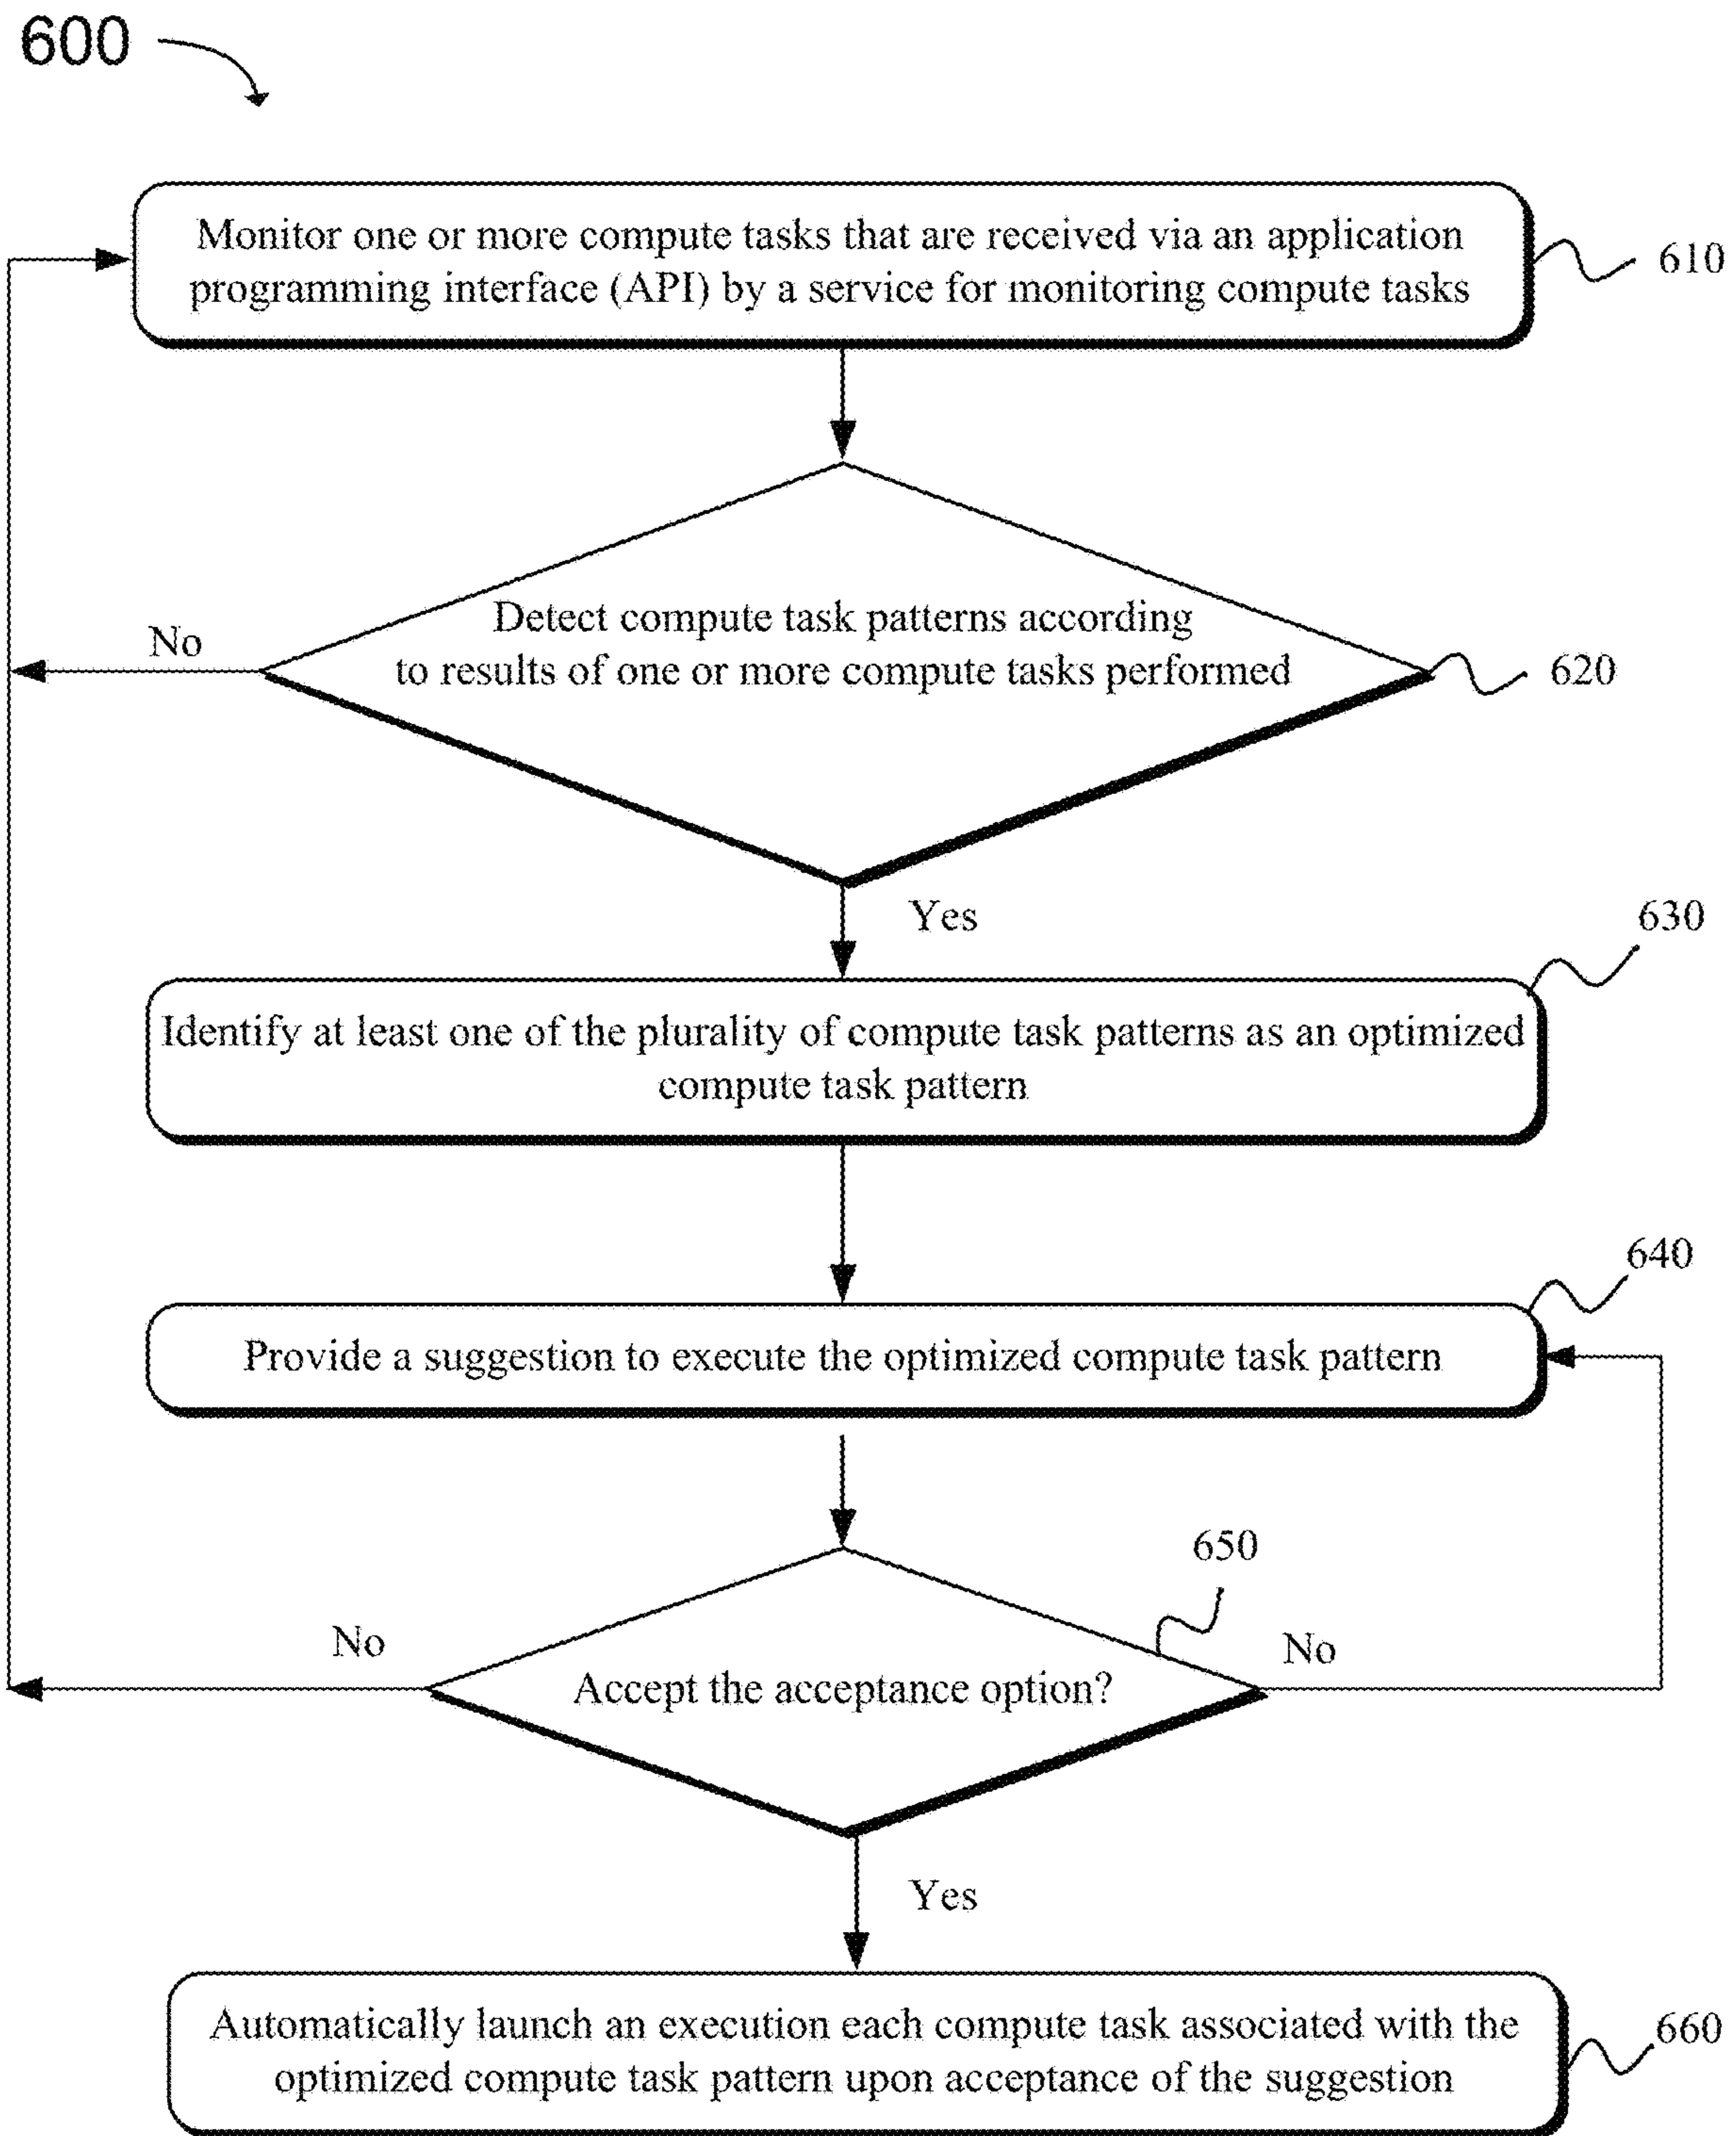 600
Monitor one or more compute tasks that are received via an application
programming interface (API) by a service for monitoring compute tasks
610
Detect compute task patterns according
to results of one or more compute tasks performed
No
620
Yes
630
Identify at least one of the plurality of compute task patterns as an optimized
compute task pattern
640
Provide a suggestion to execute the optimized compute task pattern
650
No
No
Accept the acceptance option?
Yes
Automatically launch an execution each compute task associated with the
optimized compute task pattern upon acceptance of the suggestion
660